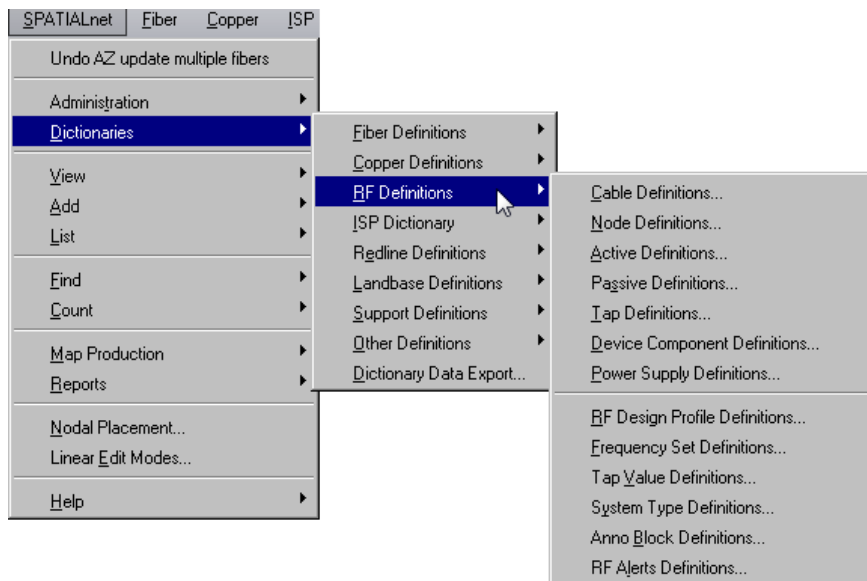 SPATIALnet Fiber Copper ISP
Undo AZ update multiple fibers
Administration
Dictionaries
View
Add
List
Find
Count
Map Production
Reports
Nodal Placement...
Linear Edit Modes...
Help
Fiber Definitions
Copper Definitions
RF Definitions
ISP Dictionary
Redline Definitions
Landbase Definitions
Support Definitions
Other Definitions
Dictionary Data Export...
Cable Definitions...
Node Definitions...
Active Definitions...
Passive Definitions...
Tap Definitions...
Device Component Definitions...
Power Supply Definitions...
RF Design Profile Definitions...
Frequency Set Definitions...
Tap Value Definitions...
System Type Definitions...
Anno Block Definitions...
RF Alerts Definitions...